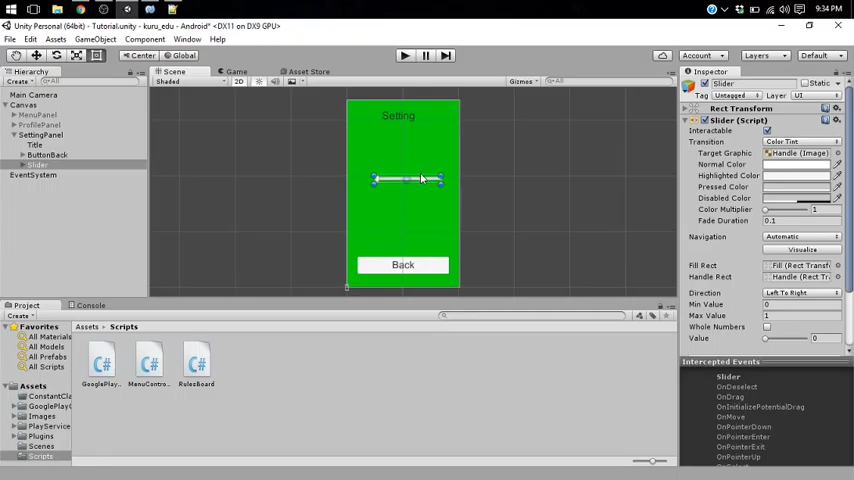 9:34 PM
Unity Personal (64bit) - Tutorial.unity - kuru_edu - Android* <DX11 on DX9 GPU>
File Edit Assets GameObject Component Window Help
Center Global Account Layers Default
Hierarchy Scene Game Asset Store Inspector
Create All Shaded 2D Gizmos All Slider Static
Tag Untagged Layer UI
Main Camera
Canvas
MenuPanel
ProfilePanel
SettingPanel
Title
ButtonBack
Slider
EventSystem
Setting
Back
Rect Transform
Slider (Script)
Interactable
Transition Color Tint
Target Graphic Handle (Image)
Normal Color
Highlighted Color
Pressed Color
Disabled Color
Color Multiplier 1
Fade Duration 0.1
Navigation Automatic
Visualize
Fill Rect Fill (Rect Transf
Handle Rect Handle (Rect Tran
Direction Left To Right
Min Value 0
Max Value 1
Whole Numbers
Value 0
Intercepted Events
Slider
OnDeselect
OnDrag
OnInitializePotentialDrag
OnMove
OnPointerDown
OnPointerEnter
OnPointerExit
OnPointerUp
Project Console
Create
Favorites
All Materials
All Models
All Prefabs
All Scripts
Assets
ConstantCla
GooglePlayG
Images
PlayService
Plugins
Scenes
Scripts
Assets Scripts
GooglePlay... MenuContro... RulesBoard